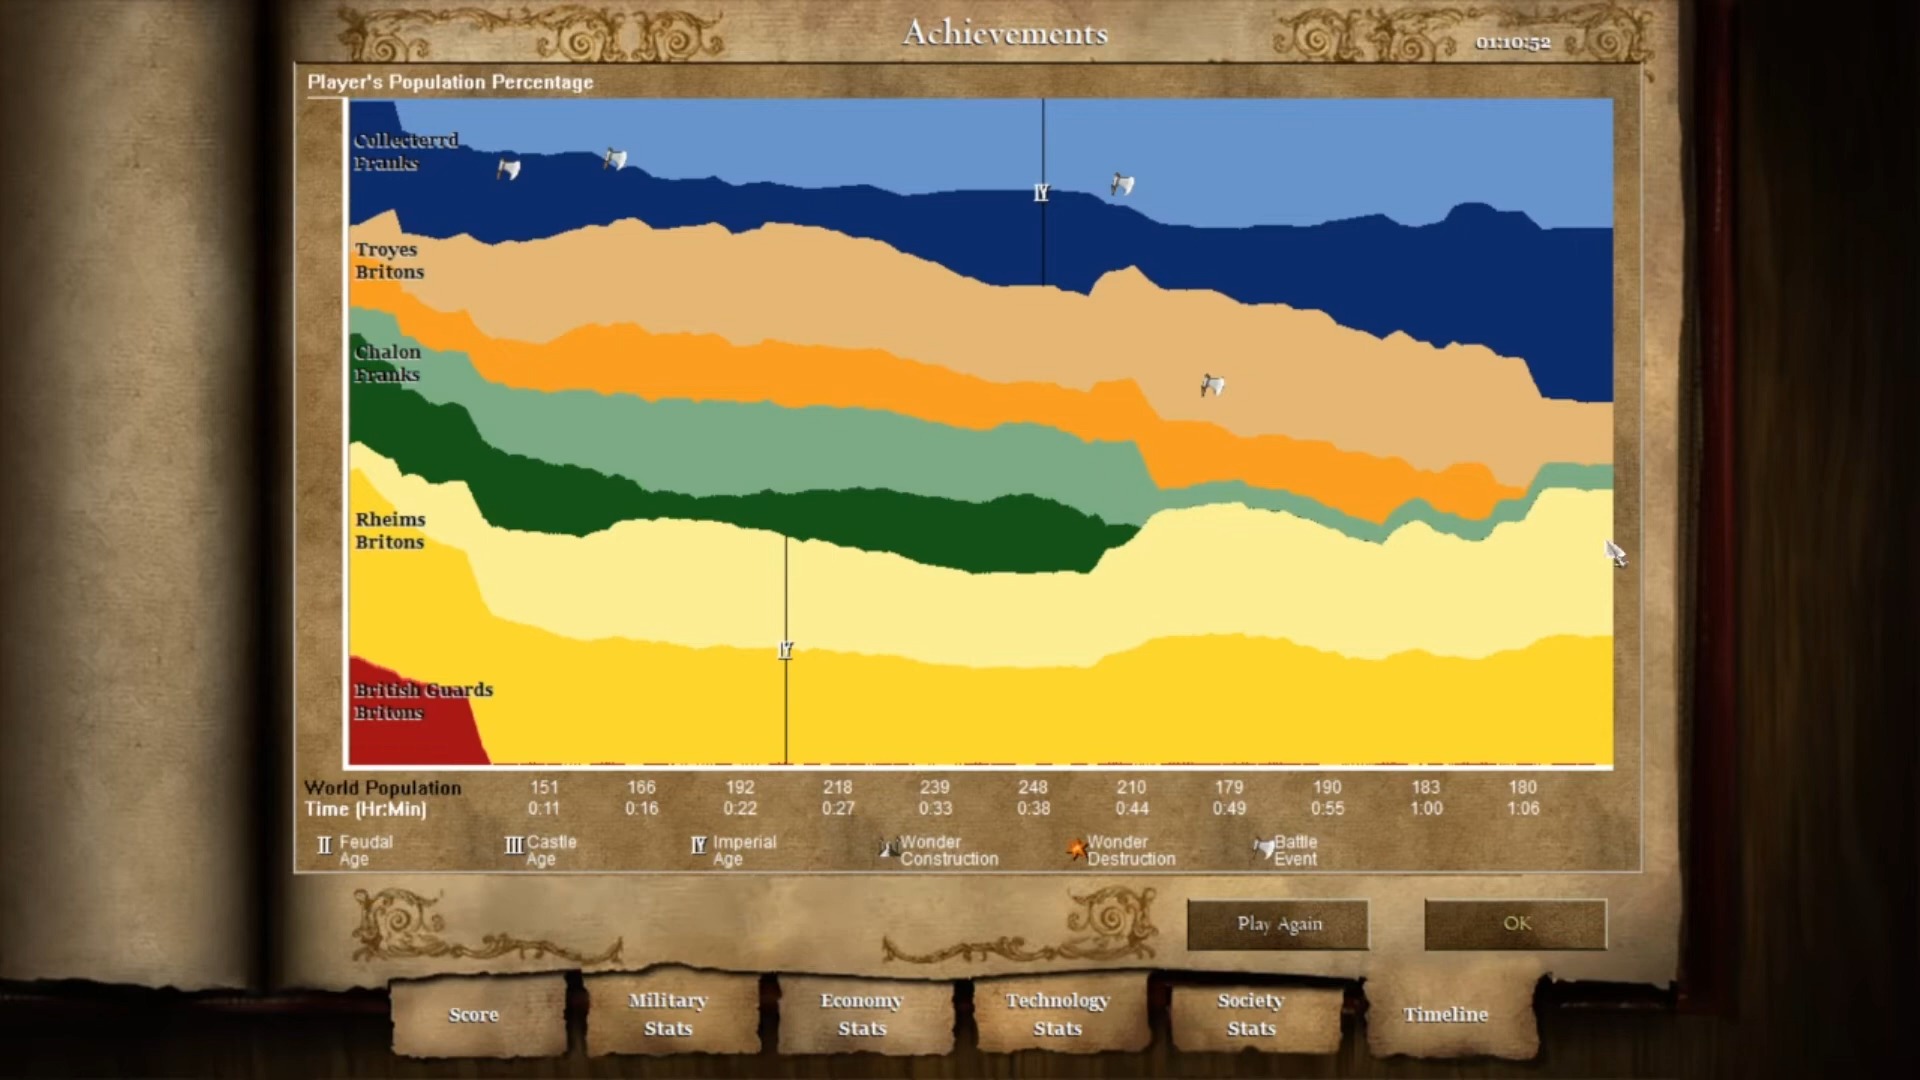 Achievements
01:10:52
Player's Population Percentage
Collecterrd
Franks
Troyes
Britons
Chalon
Franks
Rheims
Britons
British Guards
Britons
IV
IV
World Population 151 166 192 218 239 248 210 179 190 183 180
Time (Hr:Min) 0:11 0:16 0:22 0:27 0:33 0:38 0:44 0:49 0:55 1:00 1:06
II Feudal Age
III Castle Age
IV Imperial Age
Wonder Construction
Wonder Destruction
Battle Event
Play Again
OK
Score
Military Stats
Economy Stats
Technology Stats
Society Stats
Timeline